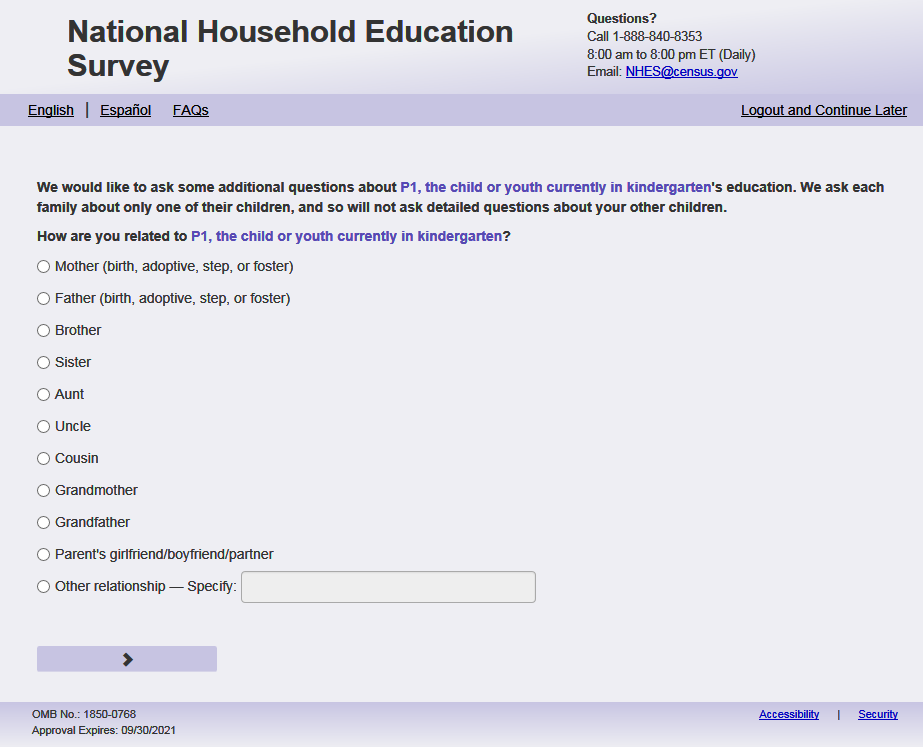 National Household Education
Survey
Questions?
Call 1-888-840-8353
8:00 am to 8:00 pm ET (Daily)
Email: NHES@census.gov
English | Español FAQs
Logout and Continue Later
We would like to ask some additional questions about P1, the child or youth currently in kindergarten's education. We ask each
family about only one of their children, and so will not ask detailed questions about your other children.
How are you related to P1, the child or youth currently in kindergarten?
Mother (birth, adoptive, step, or foster)
Father (birth, adoptive, step, or foster)
Brother
Sister
Aunt
Uncle
Cousin
Grandmother
Grandfather
Parent's girlfriend/boyfriend/partner
Other relationship — Specify:
OMB No.: 1850-0768
Approval Expires: 09/30/2021
Accessibility | Security